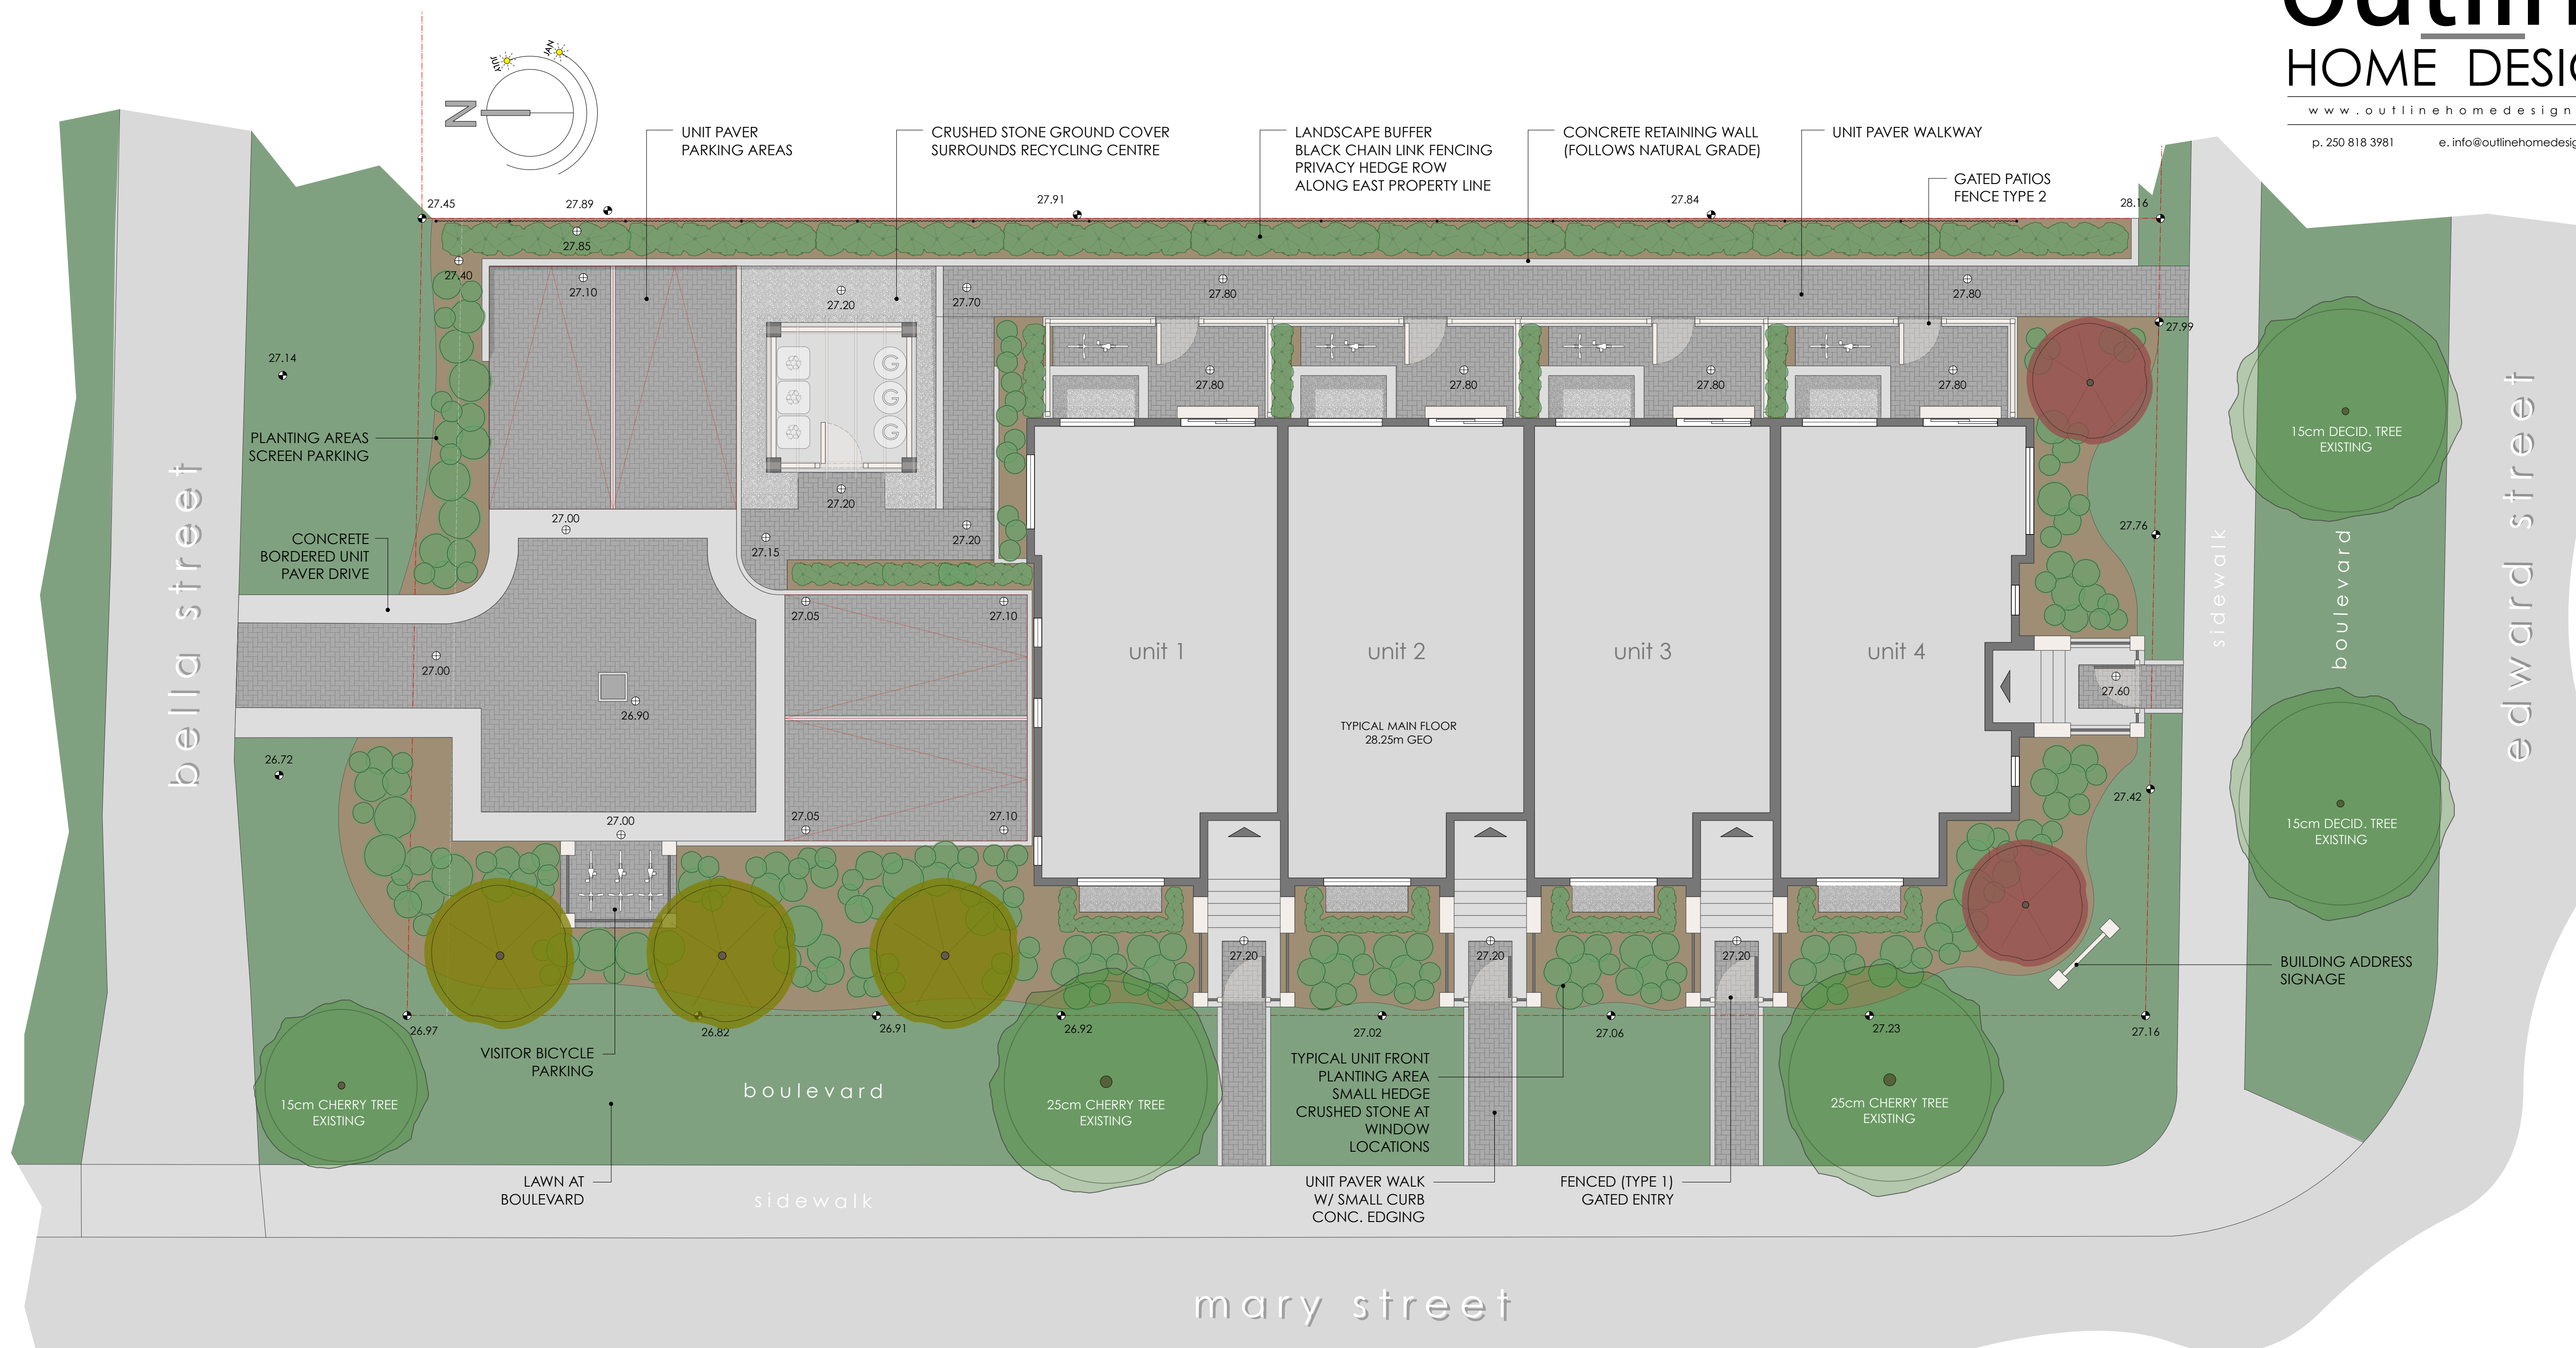 outlin
HOME DESIG
www.outlinehomedesign
p. 250 818 3981
e. info@outlinehomedesig
JULY
JAN
N
UNIT PAVER
PARKING AREAS
CRUSHED STONE GROUND COVER
SURROUNDS RECYCLING CENTRE
LANDSCAPE BUFFER
BLACK CHAIN LINK FENCING
PRIVACY HEDGE ROW
ALONG EAST PROPERTY LINE
CONCRETE RETAINING WALL
(FOLLOWS NATURAL GRADE)
UNIT PAVER WALKWAY
GATED PATIOS
FENCE TYPE 2
27.45
27.89
27.91
27.84
28.16
27.85
27.40
27.10
27.20
27.70
27.80
27.80
27.99
27.14
27.80
27.80
27.80
27.80
G
G
G
PLANTING AREAS
SCREEN PARKING
15cm DECID. TREE
EXISTING
27.20
27.00
27.15
27.20
27.76
CONCRETE
BORDERED UNIT
PAVER DRIVE
bella street
sidewalk
boulevard
edward street
27.05
27.10
27.00
unit 1
unit 2
unit 3
unit 4
27.60
26.90
TYPICAL MAIN FLOOR
28.25m GEO
26.72
27.42
27.00
27.05
27.10
15cm DECID. TREE
EXISTING
27.20
27.20
27.20
BUILDING ADDRESS
SIGNAGE
26.97
26.82
26.91
26.92
27.02
27.06
27.23
27.16
VISITOR BICYCLE
PARKING
boulevard
TYPICAL UNIT FRONT
PLANTING AREA
SMALL HEDGE
CRUSHED STONE AT
WINDOW
LOCATIONS
15cm CHERRY TREE
EXISTING
25cm CHERRY TREE
EXISTING
25cm CHERRY TREE
EXISTING
LAWN AT
BOULEVARD
sidewalk
UNIT PAVER WALK
W/ SMALL CURB
CONC. EDGING
FENCED (TYPE 1)
GATED ENTRY
mary street